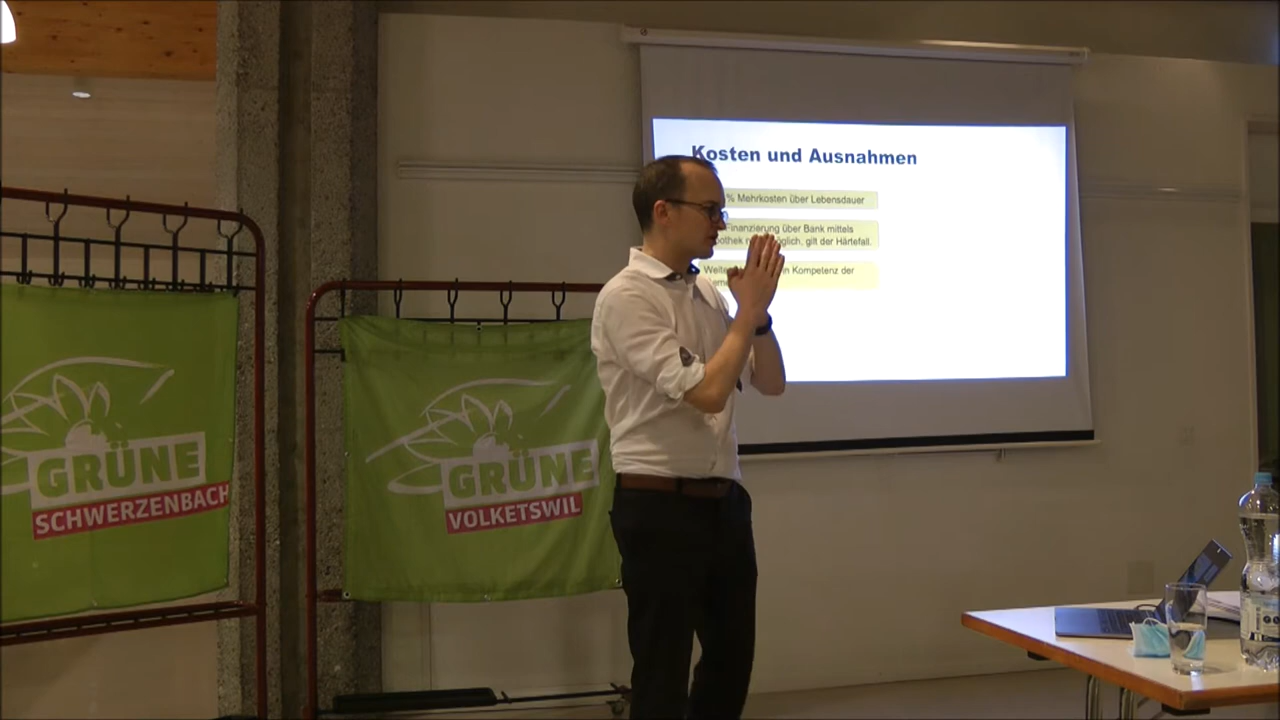 Kosten und Ausnahmen
% Mehrkosten über Lebensdauer
Finanzierung über Bank mittels
gilt der Härtefall.
Kompetenz der
GRÜNE
SCHWERZENBACH
GRÜNE
VOLKETSWIL